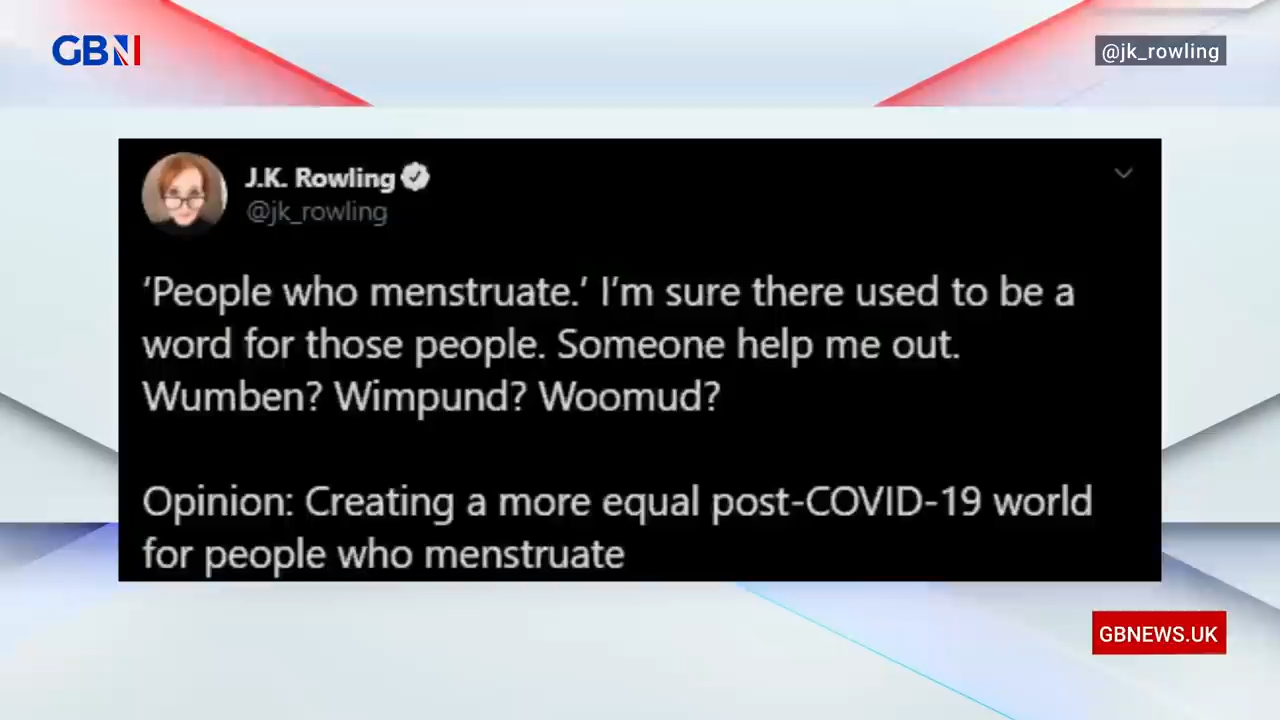 GBN
@jk_rowling
J.K. Rowling
@jk_rowling
'People who menstruate.' I'm sure there used to be a
word for those people. Someone help me out.
Wumben? Wimpund? Woomud?
Opinion: Creating a more equal post-COVID-19 world
for people who menstruate
GBNEWS.UK